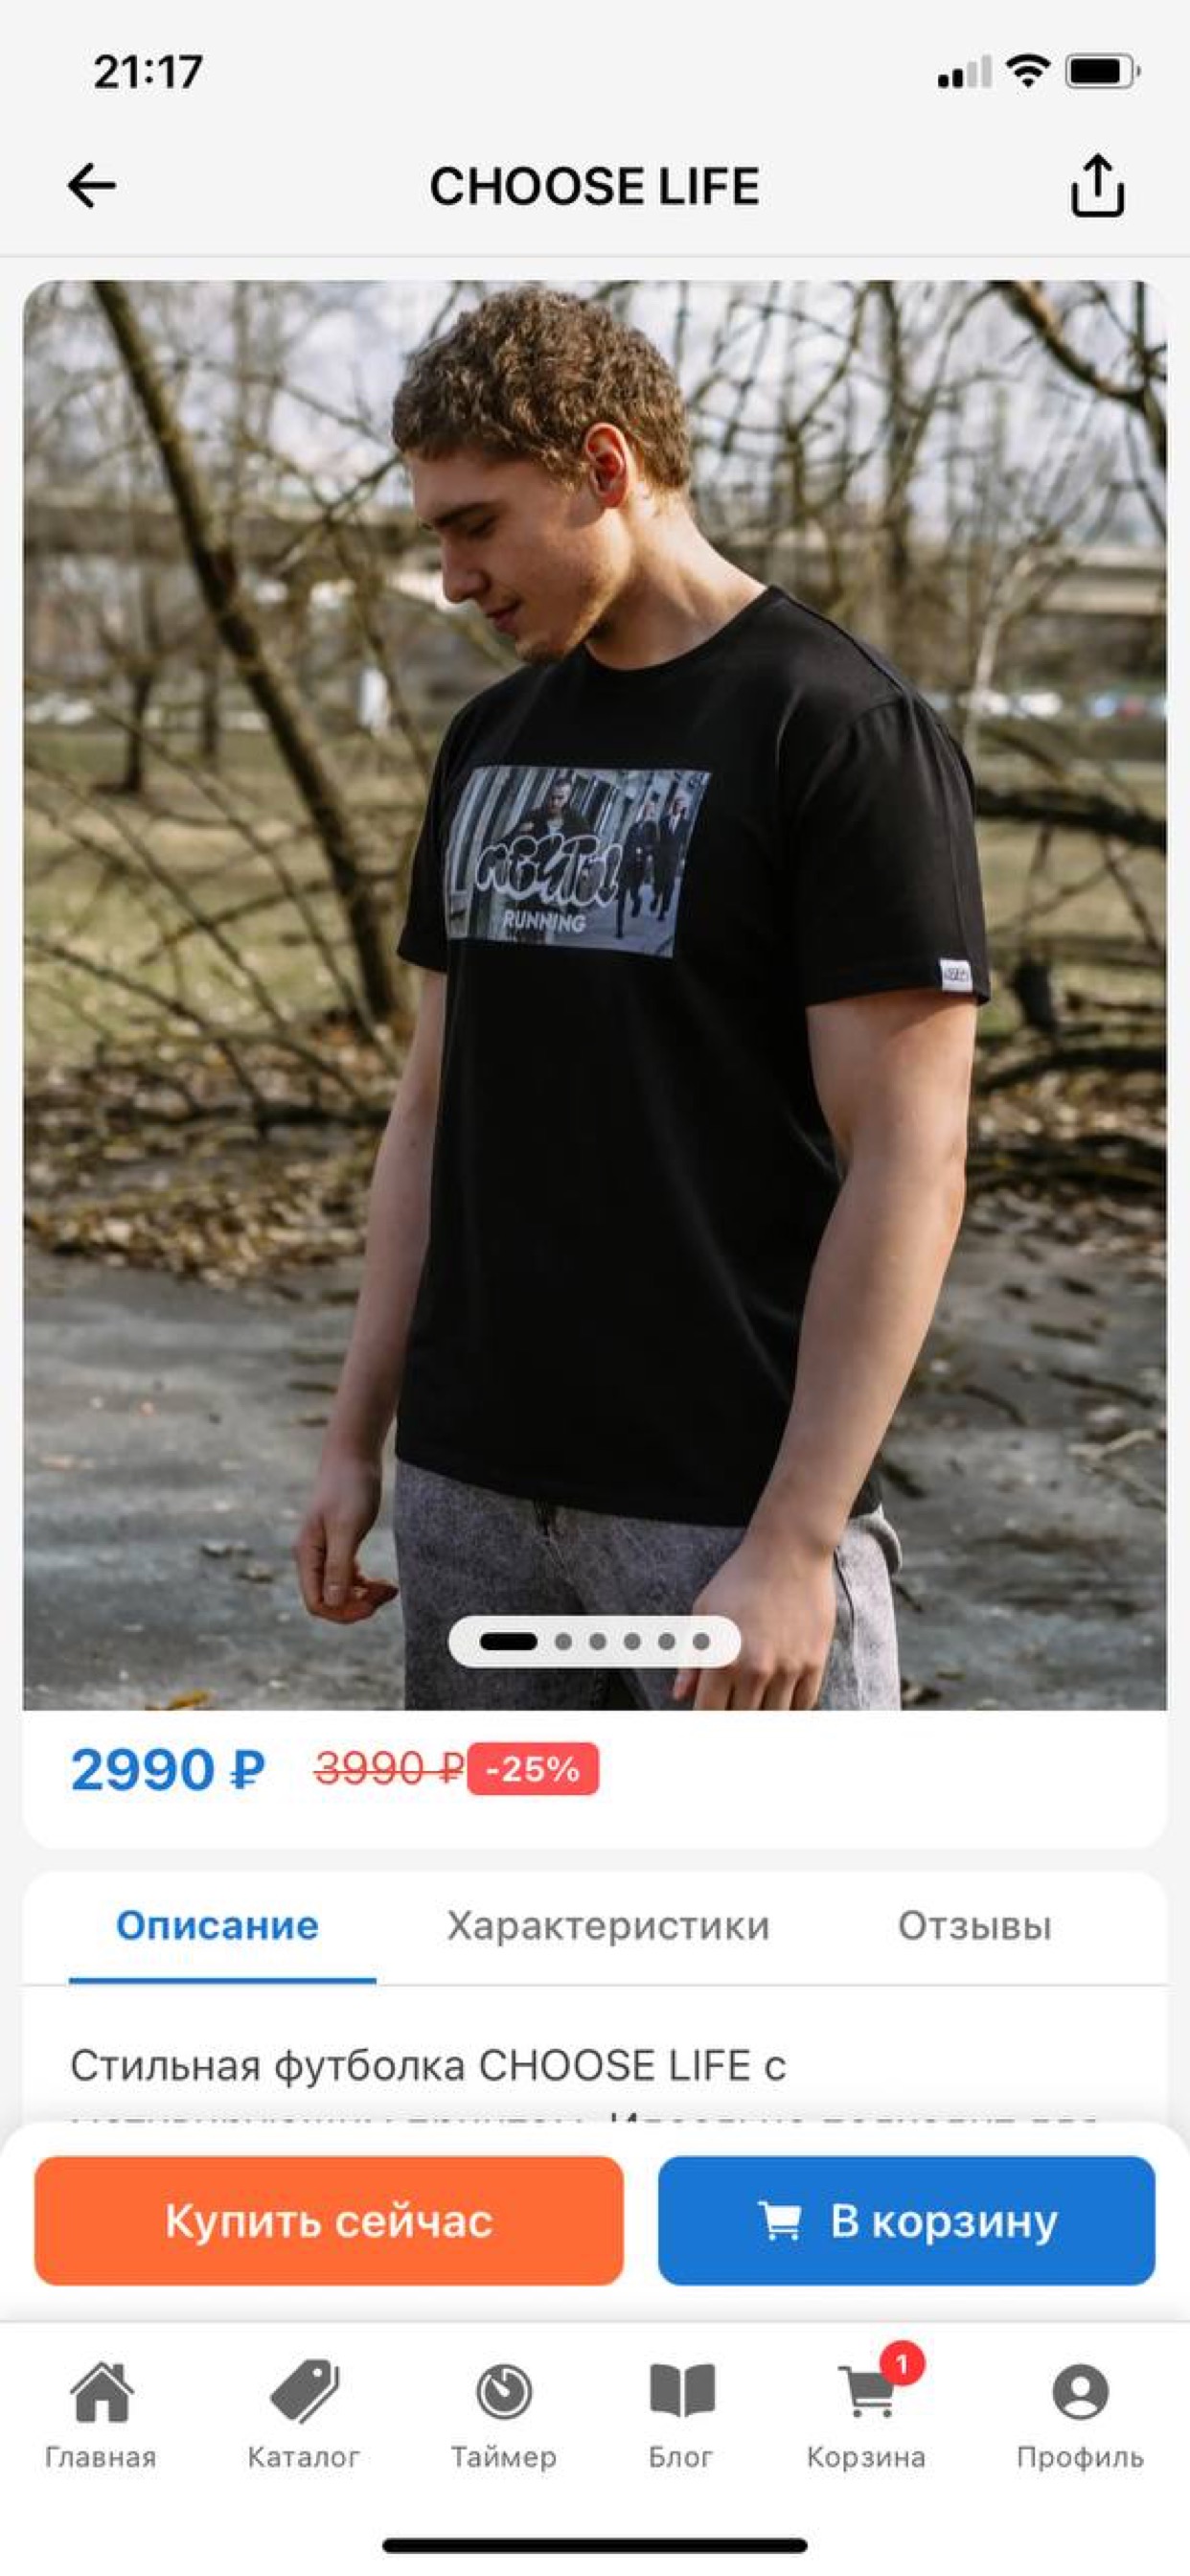 21:17
CHOOSE LIFE
RUNNING
2990 ₽ 3990 ₽ -25%
Описание Характеристики Отзывы
Стильная футболка CHOOSE LIFE с
Купить сейчас В корзину
1
Главная Каталог Таймер Блог Корзина Профиль